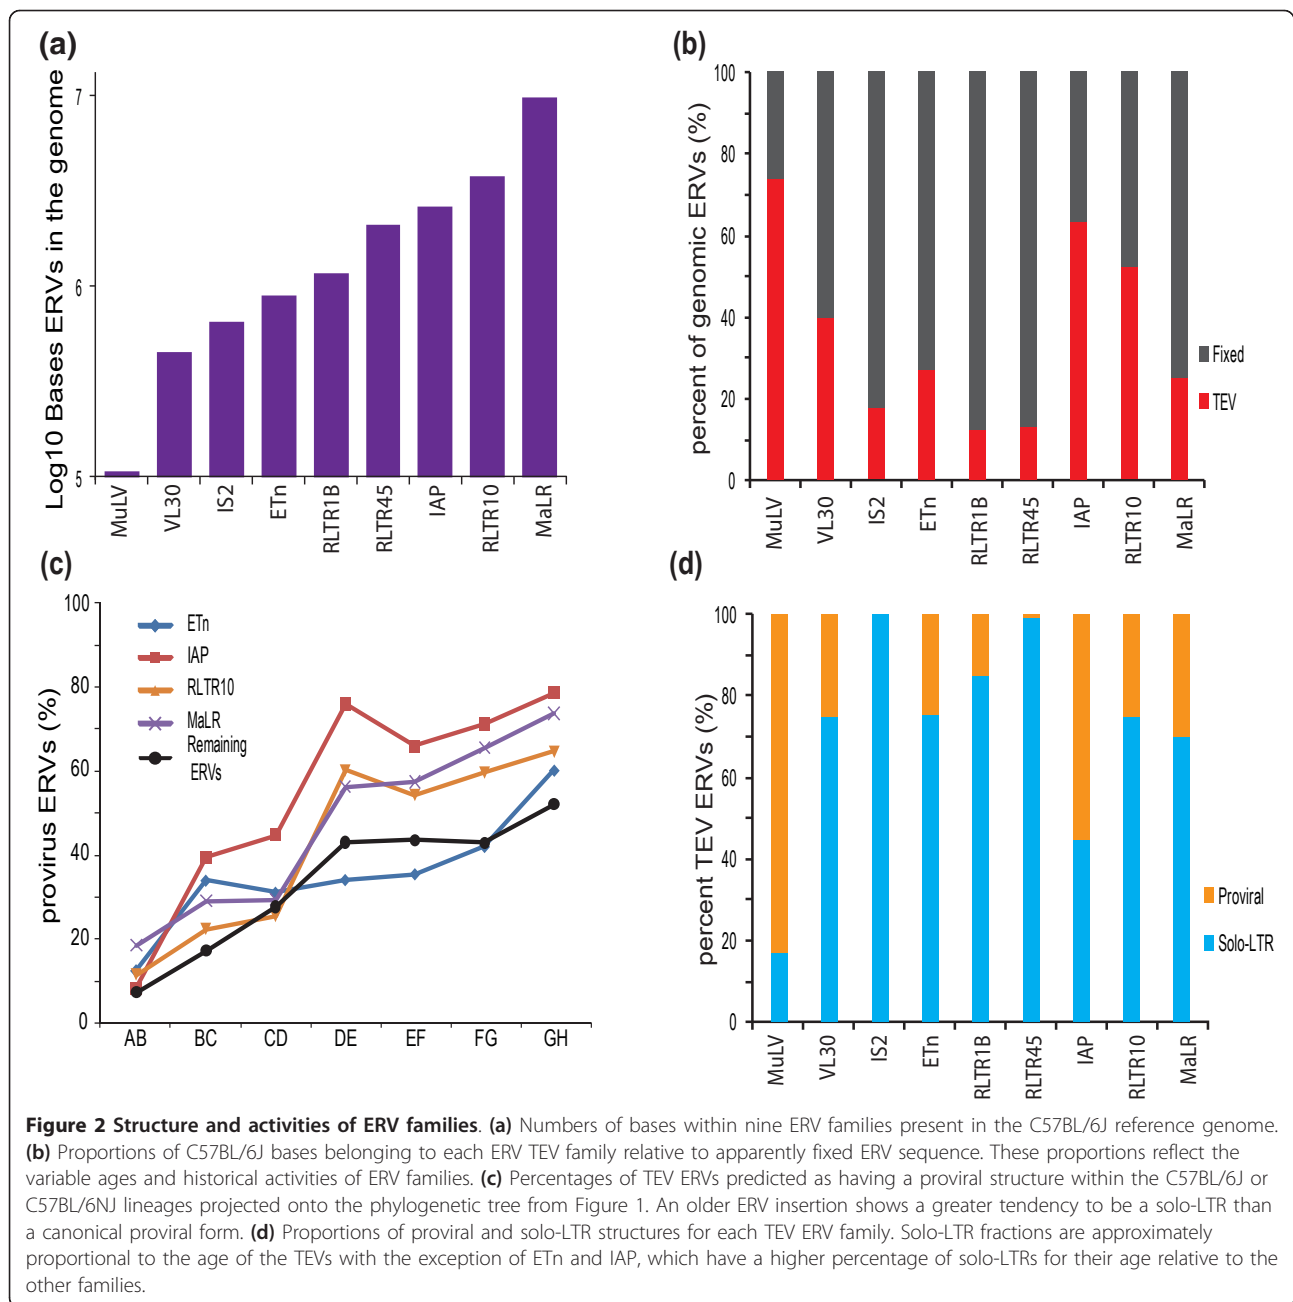 (a)
Log10 Bases ERVs in the genome
7
6
5
MuLV
VL30
IS2
ETn
RLTR1B
RLTR45
IAP
RLTR10
MaLR
(b)
percent of genomic ERVs (%)
100
80
60
40
20
0
Fixed
TEV
MuLV
VL30
IS2
ETn
RLTR1B
RLTR45
IAP
RLTR10
MaLR
(c)
provirus ERVs (%)
100
80
60
40
20
0
ETn
IAP
RLTR10
MaLR
Remaining
ERVs
AB
BC
CD
DE
EF
FG
GH
(d)
percent TEV ERVs (%)
100
80
60
40
20
0
Proviral
Solo-LTR
MuLV
VL30
IS2
ETn
RLTR1B
RLTR45
IAP
RLTR10
MaLR
Figure 2 Structure and activities of ERV families. (a) Numbers of bases within nine ERV families present in the C57BL/6J reference genome.
(b) Proportions of C57BL/6J bases belonging to each ERV TEV family relative to apparently fixed ERV sequence. These proportions reflect the
variable ages and historical activities of ERV families. (c) Percentages of TEV ERVs predicted as having a proviral structure within the C57BL/6J or
C57BL/6NJ lineages projected onto the phylogenetic tree from Figure 1. An older ERV insertion shows a greater tendency to be a solo-LTR than
a canonical proviral form. (d) Proportions of proviral and solo-LTR structures for each TEV ERV family. Solo-LTR fractions are approximately
proportional to the age of the TEVs with the exception of ETn and IAP, which have a higher percentage of solo-LTRs for their age relative to the
other families.